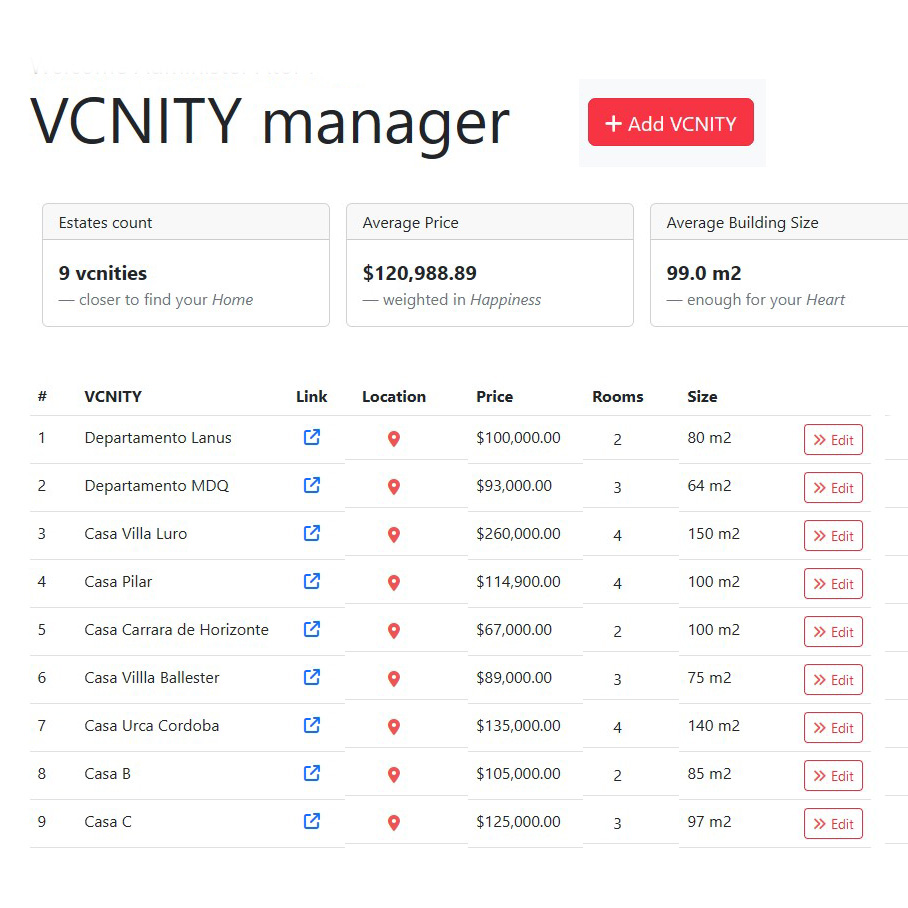 VCNITY manager
Add VCNITY
Estates count
9 vcnities
— closer to find your Home
Average Price
$120,988.89
— weighted in Happiness
Average Building Size
99.0 m2
— enough for your Heart
# VCNITY Link Location Price Rooms Size
1 Departamento Lanus $100,000.00 2 80 m2 Edit
2 Departamento MDQ $93,000.00 3 64 m2 Edit
3 Casa Villa Luro $260,000.00 4 150 m2 Edit
4 Casa Pilar $114,900.00 4 100 m2 Edit
5 Casa Carrara de Horizonte $67,000.00 2 100 m2 Edit
6 Casa Villlla Ballester $89,000.00 3 75 m2 Edit
7 Casa Urca Cordoba $135,000.00 4 140 m2 Edit
8 Casa B $105,000.00 2 85 m2 Edit
9 Casa C $125,000.00 3 97 m2 Edit